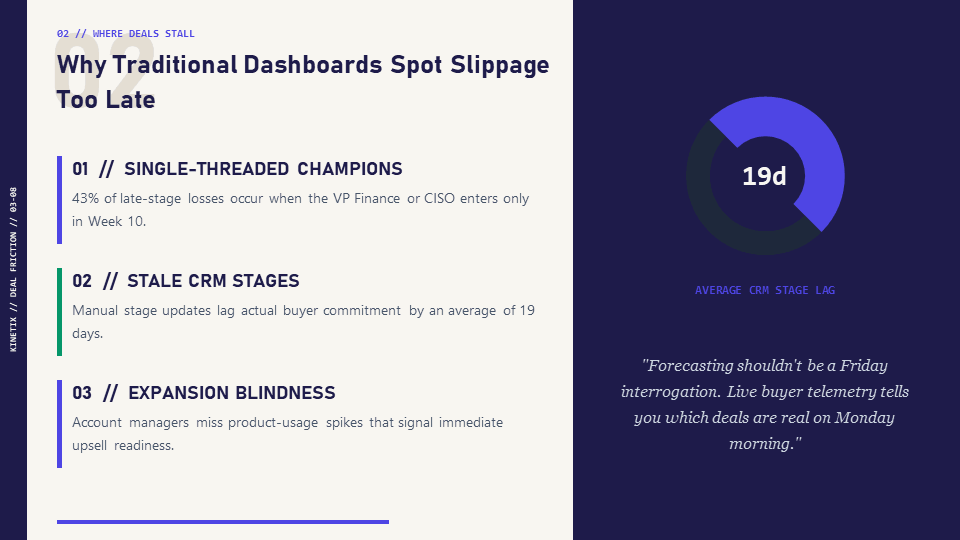 KINETIX // DEAL FRICTION // 03-08
02 // WHERE DEALS STALL
02
Why Traditional Dashboards Spot Slippage
Too Late
01 // SINGLE-THREADED CHAMPIONS
43% of late-stage losses occur when the VP Finance or CISO enters only
in Week 10.
02 // STALE CRM STAGES
Manual stage updates lag actual buyer commitment by an average of 19
days.
03 // EXPANSION BLINDNESS
Account managers miss product-usage spikes that signal immediate
upsell readiness.
19d
AVERAGE CRM STAGE LAG
"Forecasting shouldn't be a Friday
interrogation. Live buyer telemetry tells
you which deals are real on Monday
morning."